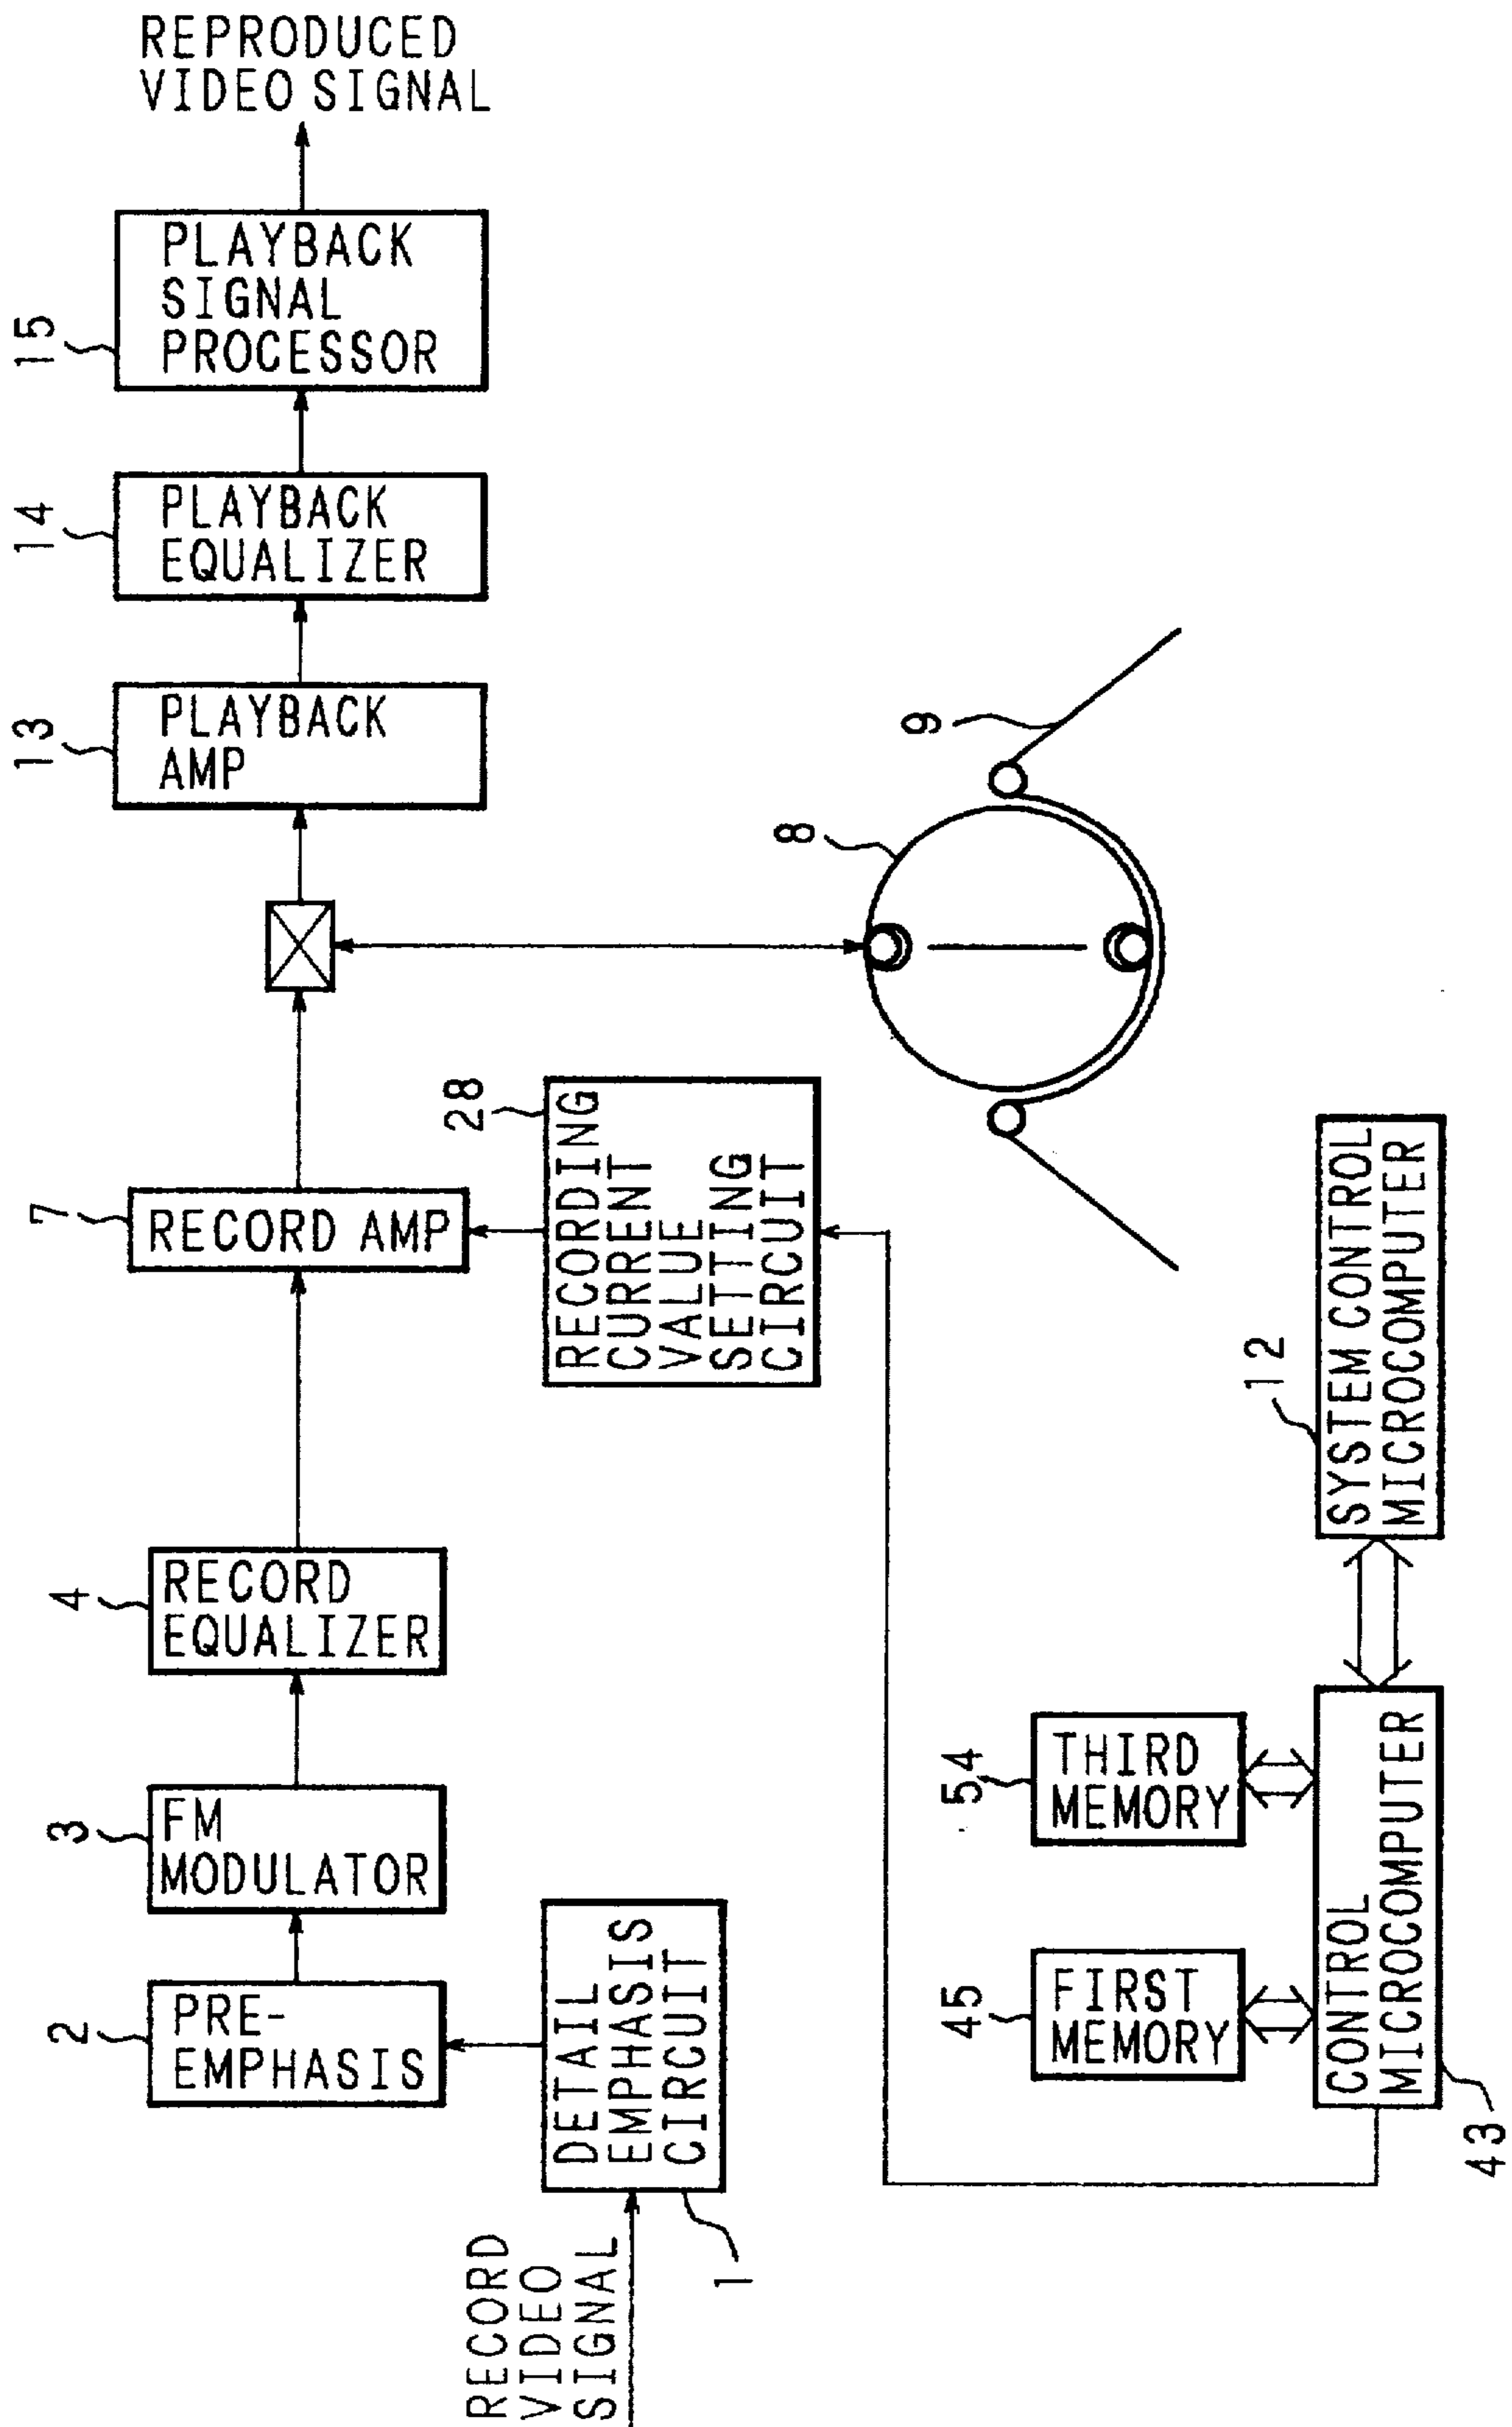 RECORD
VIDEO
SIGNAL
1
DETAIL
EMPHASIS
CIRCUIT
2
PRE-
EMPHASIS
3
FM
MODULATOR
4
RECORD
EQUALIZER
7
RECORD AMP
28
RECORDING
CURRENT
VALUE
SETTING
CIRCUIT
13
PLAYBACK
AMP
14
PLAYBACK
EQUALIZER
15
PLAYBACK
SIGNAL
PROCESSOR
REPRODUCED
VIDEO SIGNAL
8
9
45
FIRST
MEMORY
54
THIRD
MEMORY
43
CONTROL
MICROCOMPUTER
12
SYSTEM CONTROL
MICROCOMPUTER